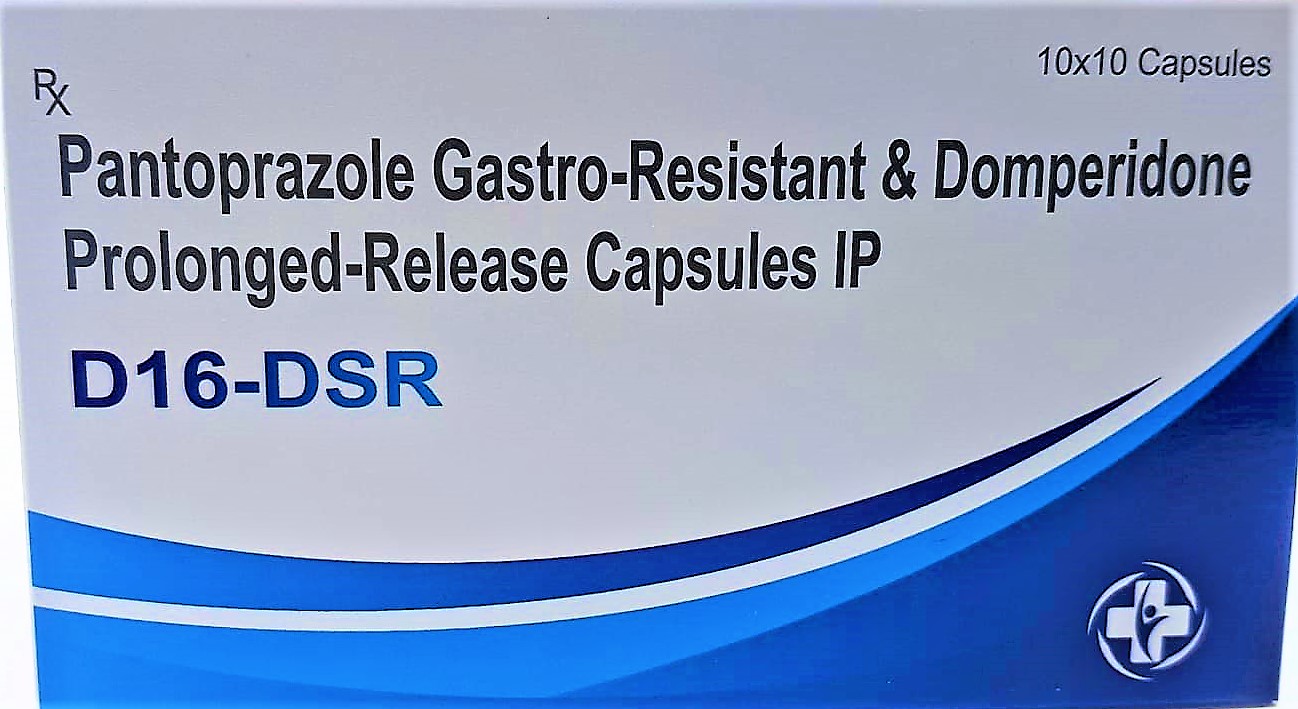 10x10 Capsules
Rx
Pantoprazole Gastro-Resistant & Domperidone
Prolonged-Release Capsules IP
D16-DSR